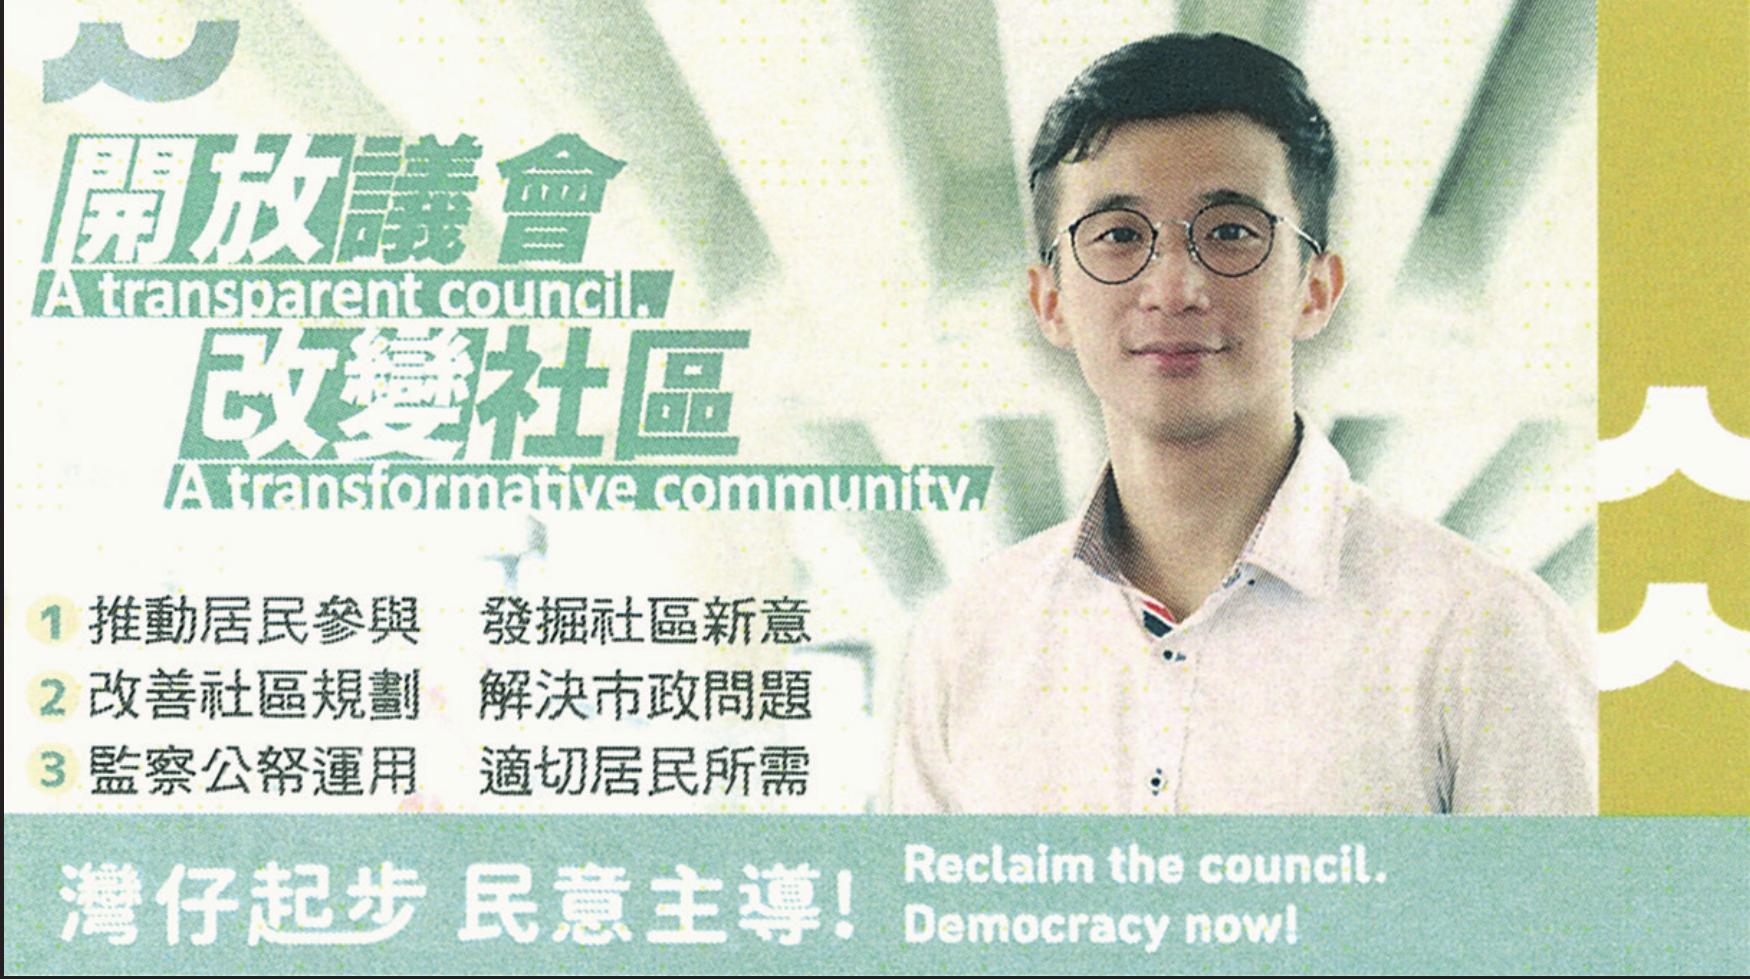 開放議會
A transparent council.
改變社區
A transformative community.
1 推動居民參與 發掘社區新意
2 改善社區規劃 解決市政問題
3 監察公帑運用 適切居民所需
灣仔起步 民意主導!
Reclaim the council.
Democracy now!